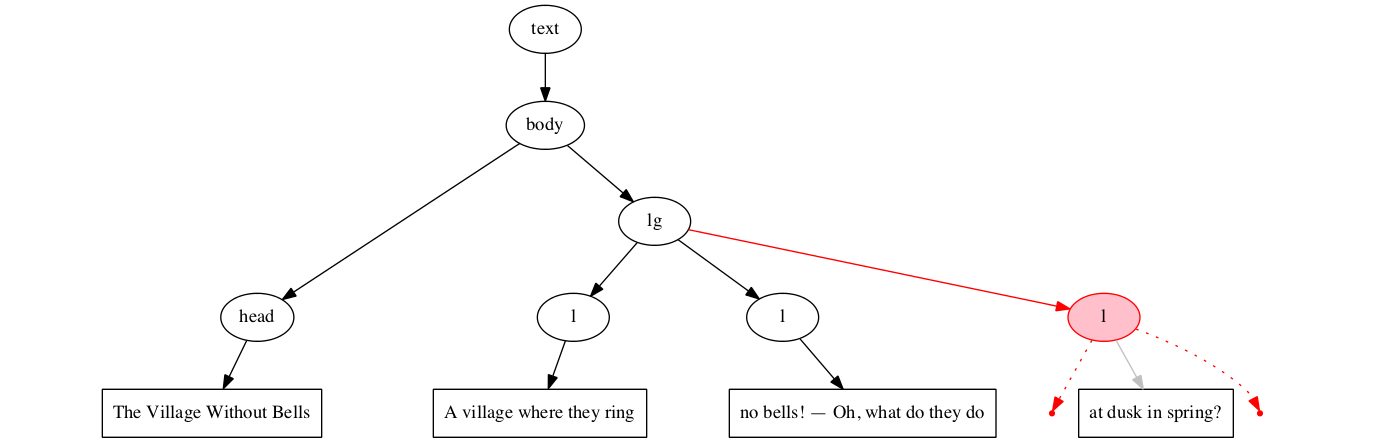 text
body
lg
head
l
l
l
The Village Without Bells
A village where they ring
no bells! — Oh, what do they do
at dusk in spring?